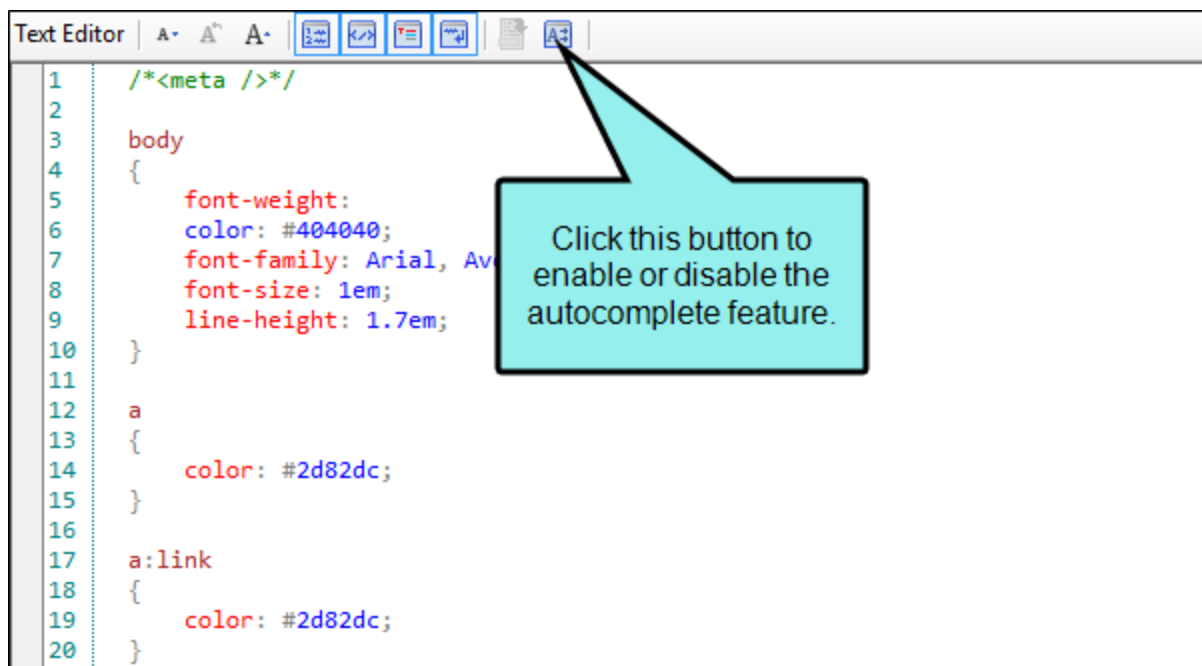 Text Editor
1 /*<meta />*/
2
3 body
4 {
5 font-weight:
6 color: #404040;
7 font-family: Arial,
8 font-size: 1em;
9 line-height: 1.7em;
10 }
11
12 a
13 {
14 color: #2d82dc;
15 }
16
17 a:link
18 {
19 color: #2d82dc;
20 }
Click this button to
enable or disable the
autocomplete feature.